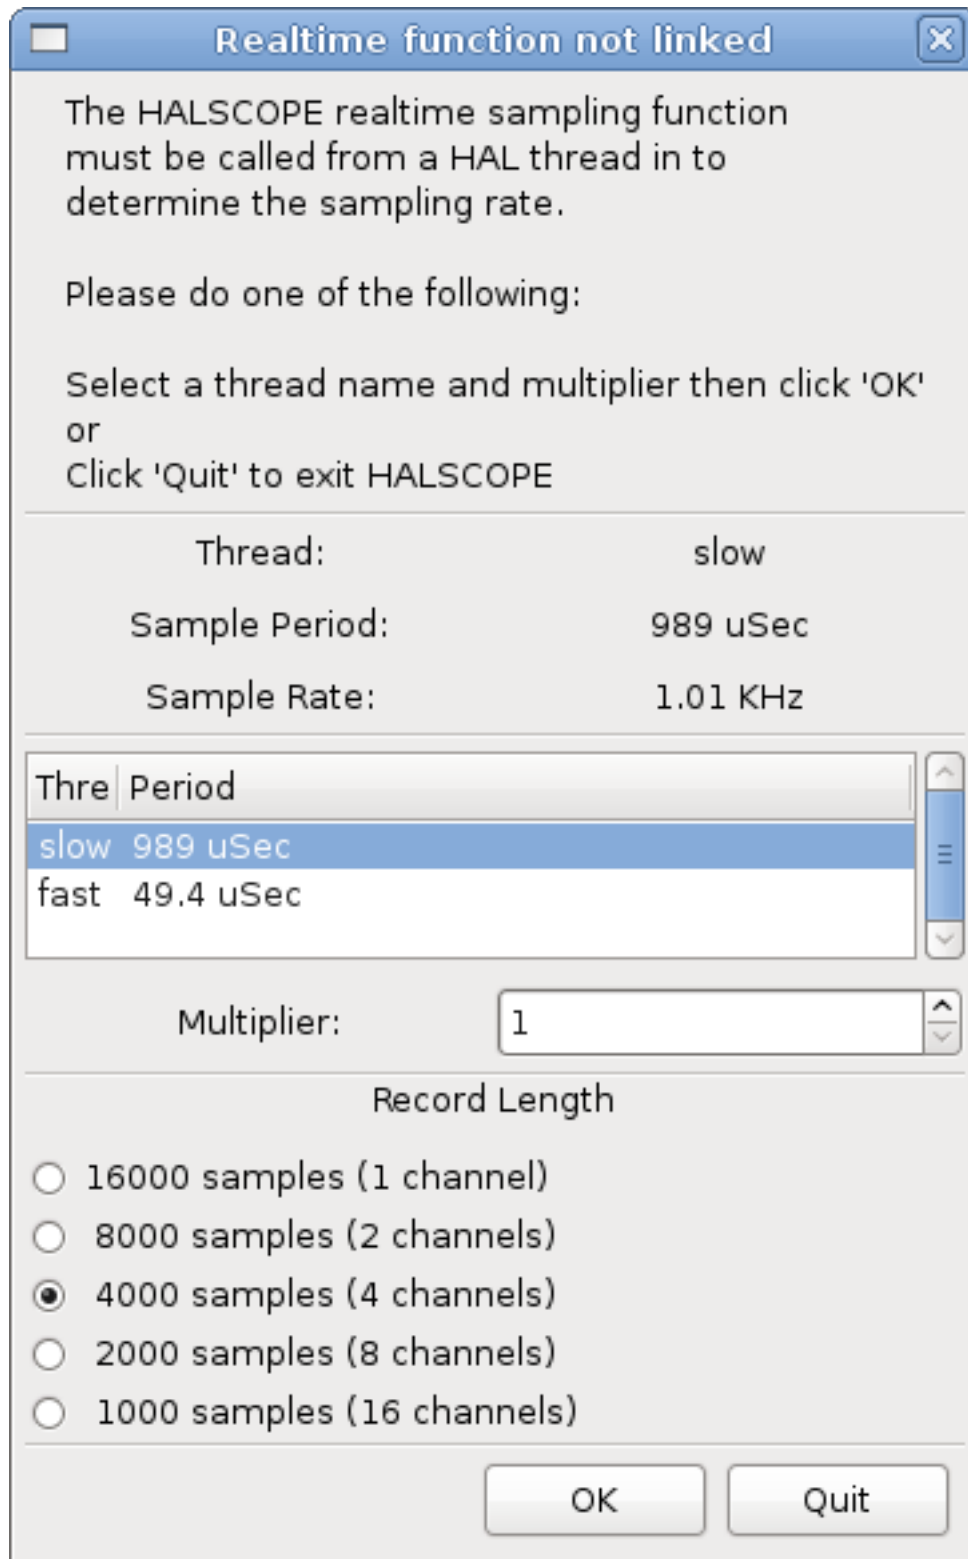 Realtime function not linked
The HALSCOPE realtime sampling function
must be called from a HAL thread in to
determine the sampling rate.
Please do one of the following:
Select a thread name and multiplier then click 'OK'
or
Click 'Quit' to exit HALSCOPE
Thread: slow
Sample Period: 989 uSec
Sample Rate: 1.01 KHz
Thre Period
slow 989 uSec
fast 49.4 uSec
Multiplier: 1
Record Length
16000 samples (1 channel)
8000 samples (2 channels)
4000 samples (4 channels)
2000 samples (8 channels)
1000 samples (16 channels)
OK Quit